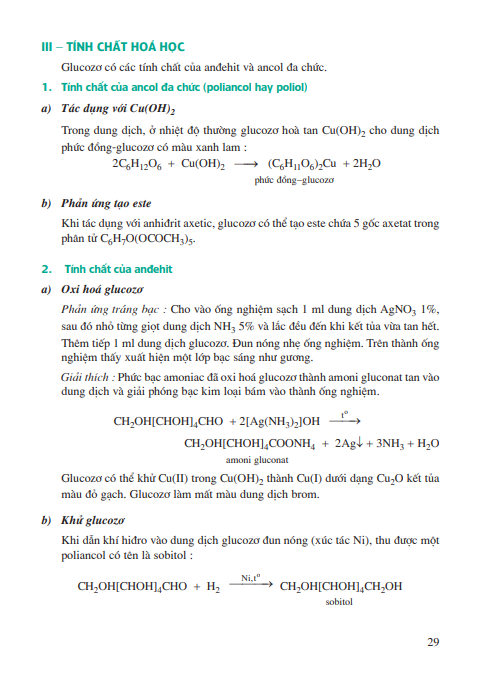 III – TÍNH CHẤT HOÁ HỌC
Glucozơ có các tính chất của anđehit và ancol đa chức.
1. Tính chất của ancol đa chức (poliancol hay poliol)
a) Tác dụng với Cu(OH)₂
Trong dung dịch, ở nhiệt độ thường glucozơ hoà tan Cu(OH)₂ cho dung dịch
phức đồng-glucozơ có màu xanh lam :
2C₆H₁₂O₆ + Cu(OH)₂ ⟶ (C₆H₁₁O₆)₂Cu + 2H₂O
phức đồng–glucozơ
b) Phản ứng tạo este
Khi tác dụng với anhiđrit axetic, glucozơ có thể tạo este chứa 5 gốc axetat trong
phân tử C₆H₇O(OCOCH₃)₅.
2. Tính chất của anđehit
a) Oxi hoá glucozơ
Phản ứng tráng bạc : Cho vào ống nghiệm sạch 1 ml dung dịch AgNO₃ 1%,
sau đó nhỏ từng giọt dung dịch NH₃ 5% và lắc đều đến khi kết tủa vừa tan hết.
Thêm tiếp 1 ml dung dịch glucozơ. Đun nóng nhẹ ống nghiệm. Trên thành ống
nghiệm thấy xuất hiện một lớp bạc sáng như gương.
Giải thích : Phức bạc amoniac đã oxi hoá glucozơ thành amoni gluconat tan vào
dung dịch và giải phóng bạc kim loại bám vào thành ống nghiệm.
CH₂OH[CHOH]₄CHO + 2[Ag(NH₃)₂]OH t° ⟶
CH₂OH[CHOH]₄COONH₄ + 2Ag↓ + 3NH₃ + H₂O
amoni gluconat
Glucozơ có thể khử Cu(II) trong Cu(OH)₂ thành Cu(I) dưới dạng Cu₂O kết tủa
màu đỏ gạch. Glucozơ làm mất màu dung dịch brom.
b) Khử glucozơ
Khi dẫn khí hiđro vào dung dịch glucozơ đun nóng (xúc tác Ni), thu được một
poliancol có tên là sobitol :
CH₂OH[CHOH]₄CHO + H₂ Ni,t° ⟶ CH₂OH[CHOH]₄CH₂OH
sobitol
29